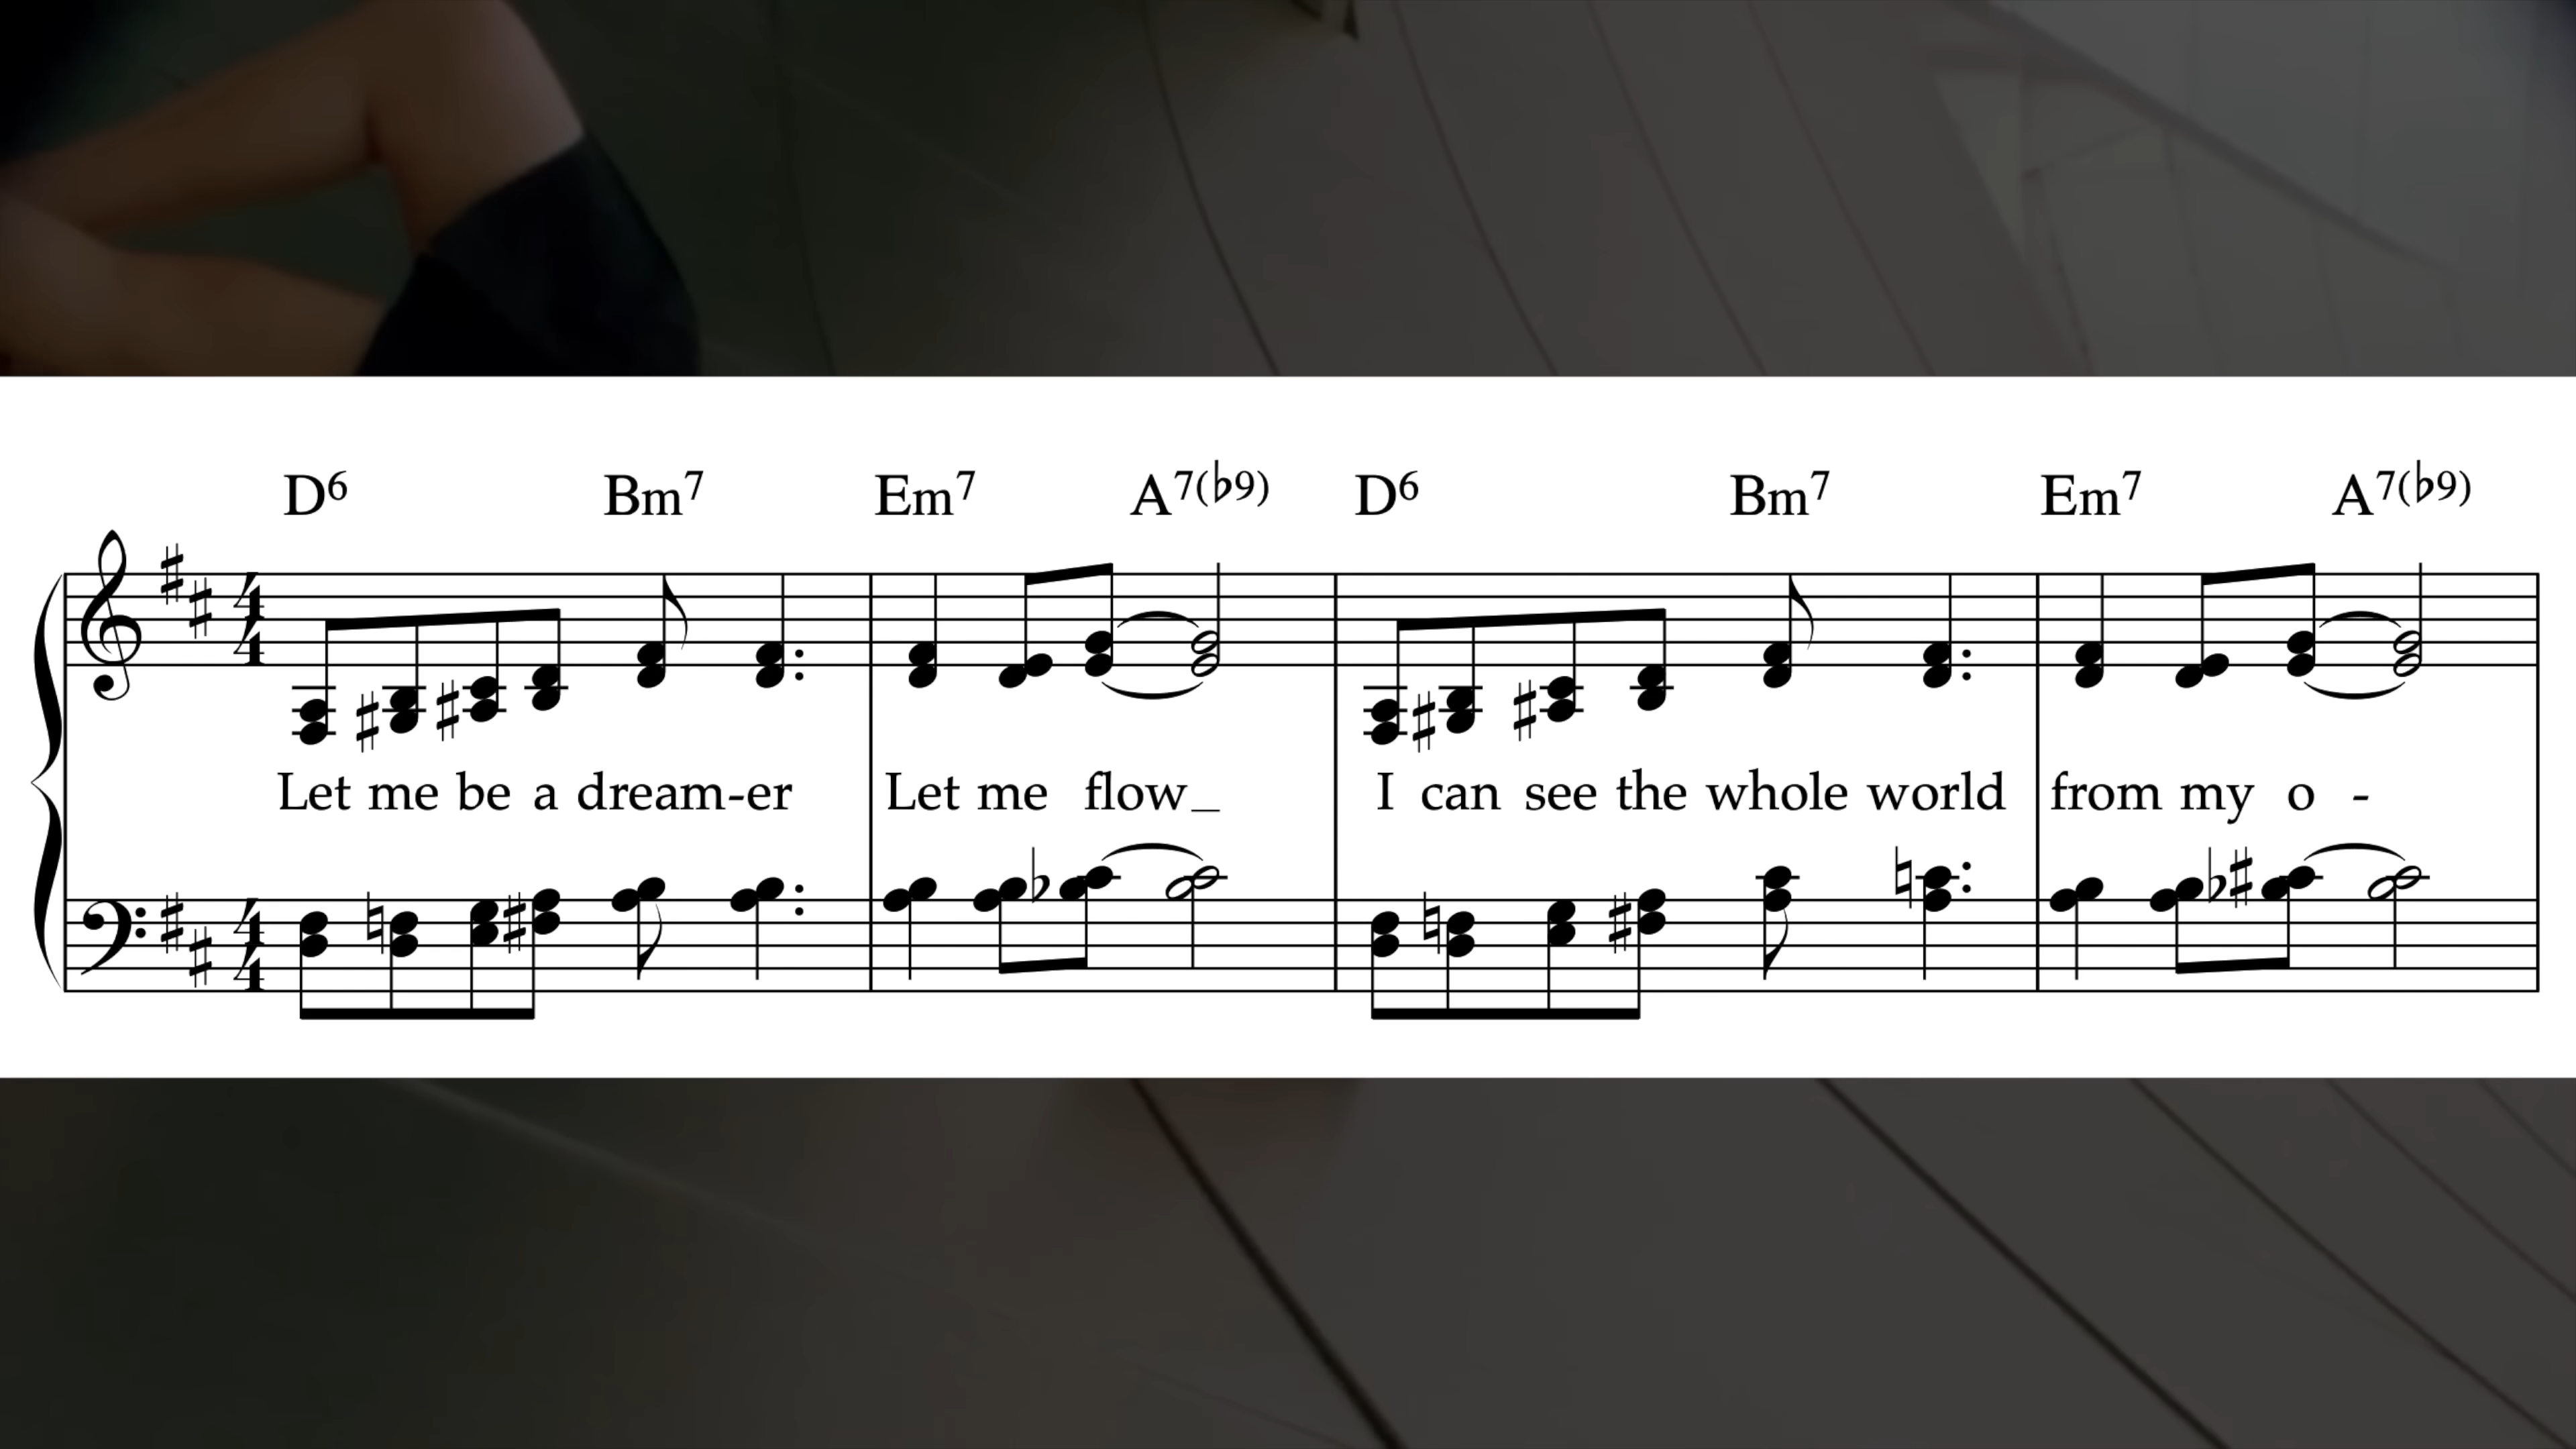 D6 Bm7 Em7 A7(♭9) D6 Bm7 Em7 A7(♭9)
Let me be a dream-er Let me flow_ I can see the whole world from my o -